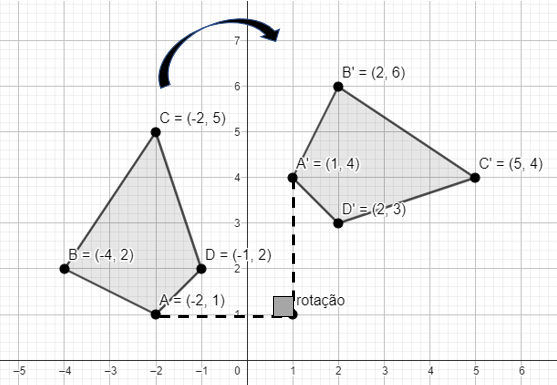 7
B' = (2, 6)
6
C = (-2, 5)
5
A' = (1, 4)
C' = (5, 4)
4
D' = (2, 3)
3
B = (-4, 2)
D = (-1, 2)
2
A = (-2, 1)
rotação
1
−5 −4 −3 −2 −1 0 1 2 3 4 5 6